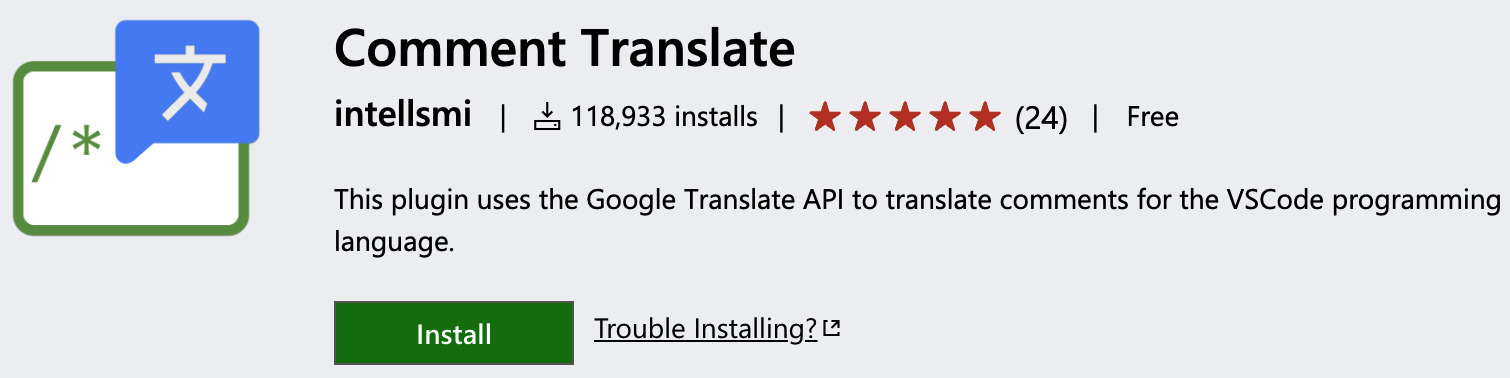 文
/*
Comment Translate
intellsmi | 118,933 installs | ★★★★★ (24) | Free
This plugin uses the Google Translate API to translate comments for the VSCode programming
language.
Install Trouble Installing?